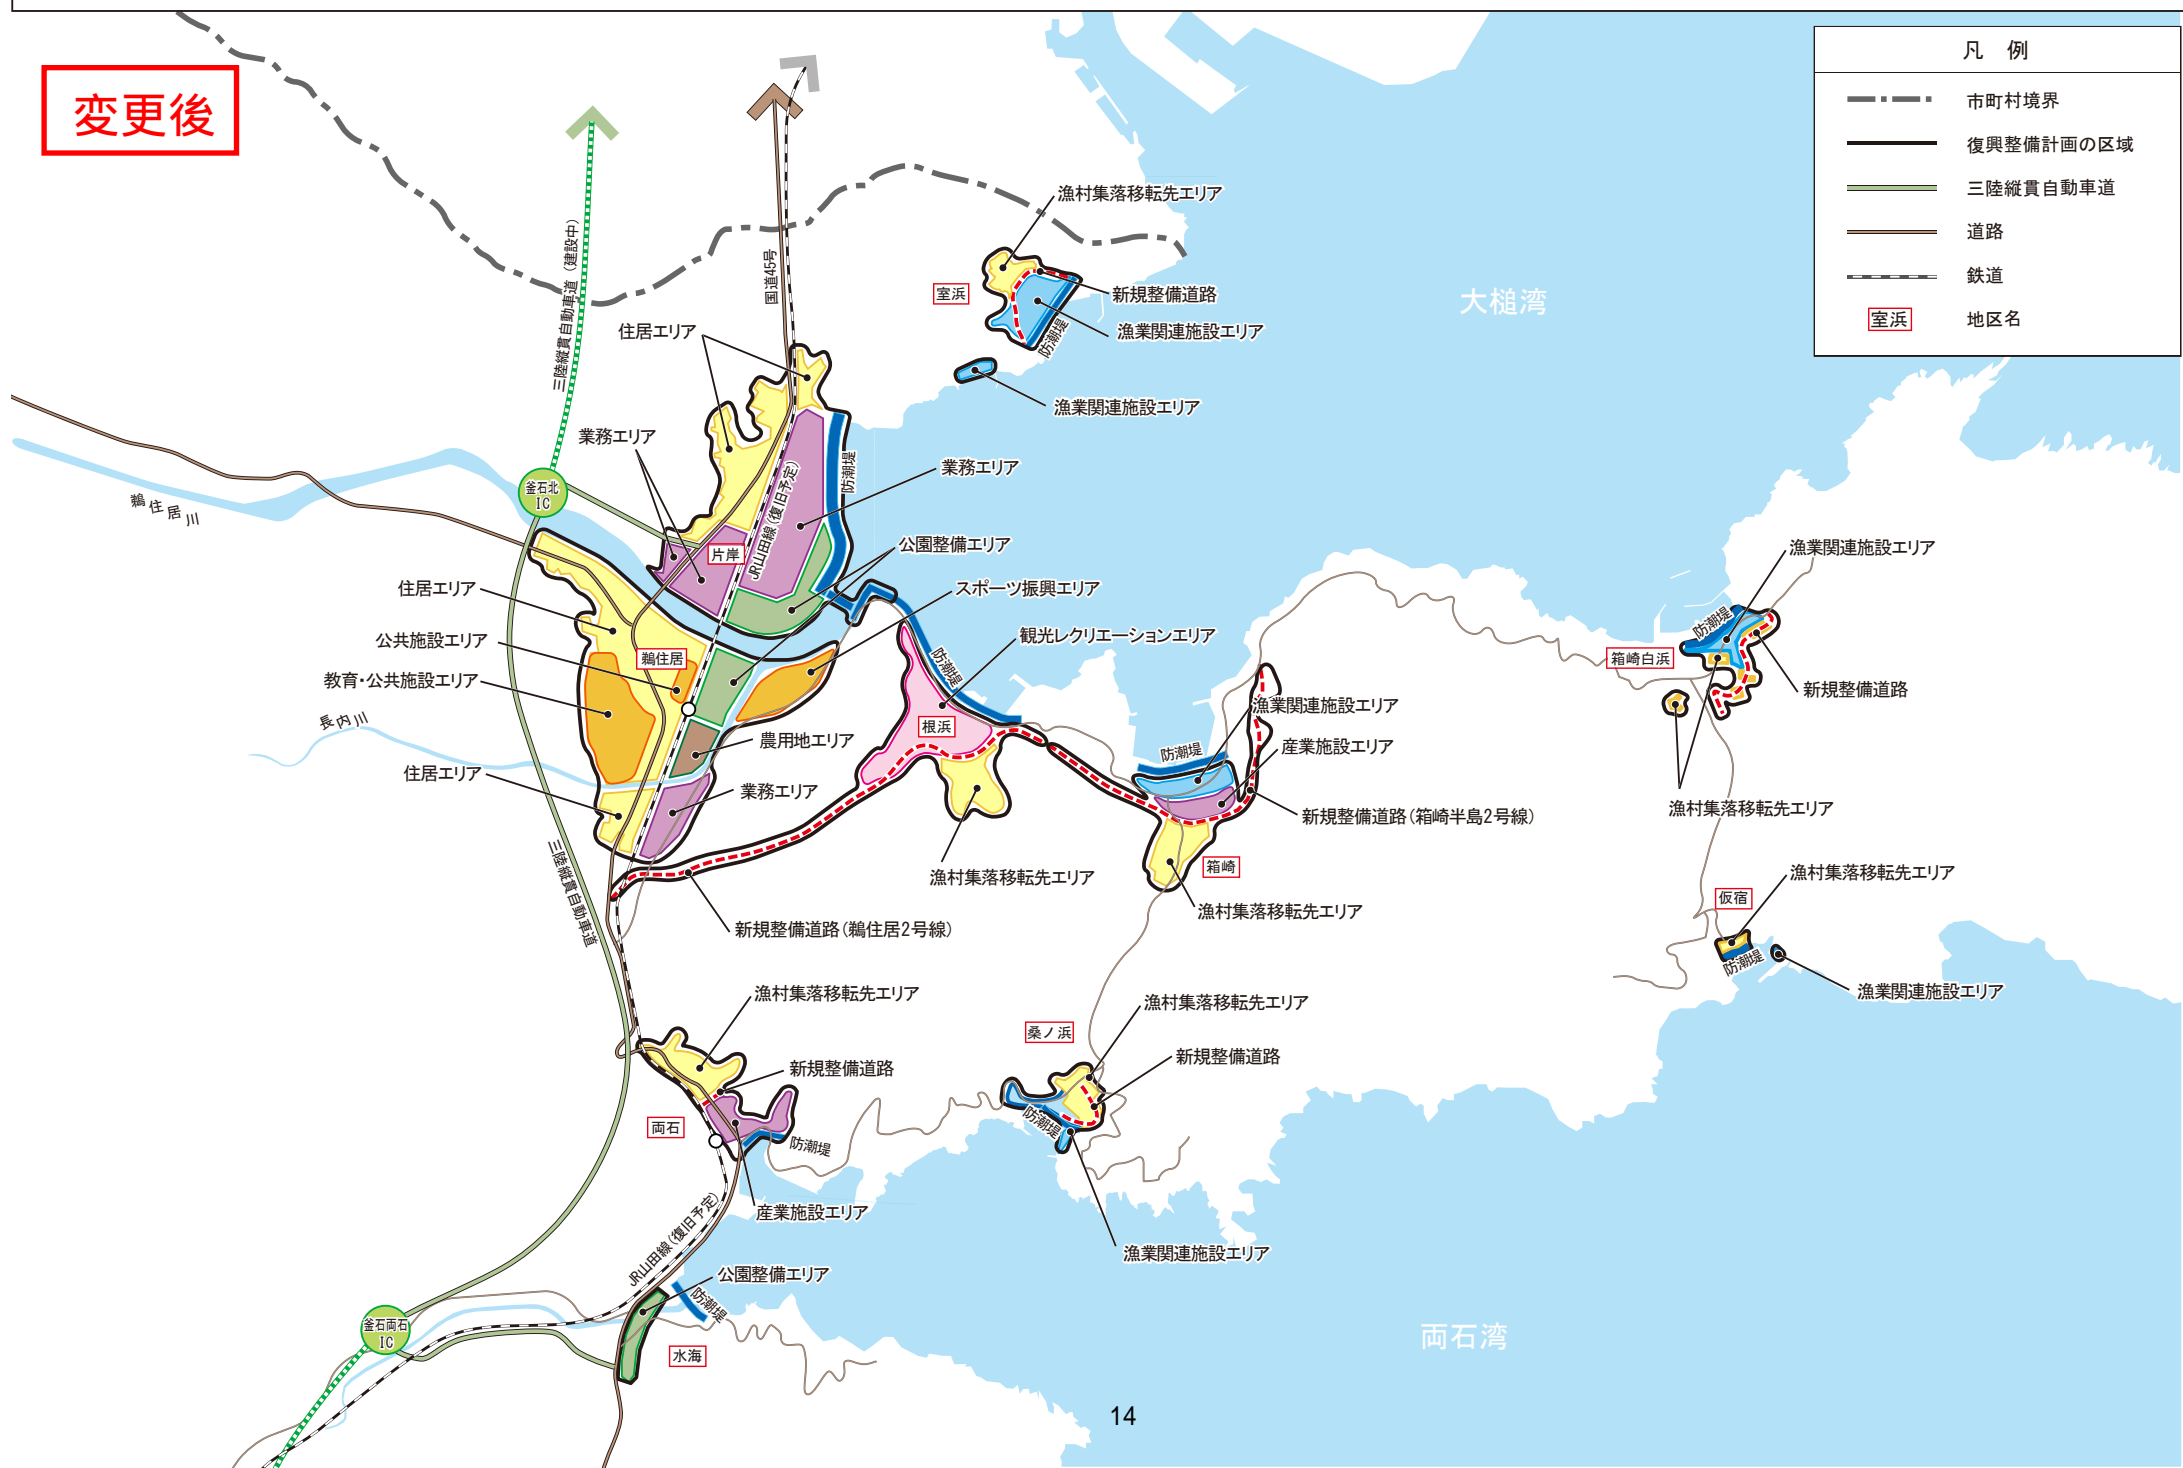 変更後
凡 例
市町村境界
復興整備計画の区域
三陸縦貫自動車道
道路
鉄道
室浜
地区名
漁村集落移転先エリア
室浜
新規整備道路
漁業関連施設エリア
防潮堤
漁業関連施設エリア
大槌湾
三陸縦貫自動車道（建設中）
国道45号
住居エリア
業務エリア
釜石北
IC
鵜住居川
業務エリア
防潮堤
JR山田線（復旧予定）
片岸
公園整備エリア
スポーツ振興エリア
観光レクリエーションエリア
住居エリア
公共施設エリア
教育・公共施設エリア
鵜住居
長内川
農用地エリア
住居エリア
業務エリア
防潮堤
根浜
漁村集落移転先エリア
三陸縦貫自動車道
新規整備道路（鵜住居2号線）
漁業関連施設エリア
防潮堤
産業施設エリア
新規整備道路（箱崎半島2号線）
箱崎
漁村集落移転先エリア
漁業関連施設エリア
防潮堤
箱崎白浜
新規整備道路
漁村集落移転先エリア
漁村集落移転先エリア
仮宿
防潮堤
漁業関連施設エリア
漁村集落移転先エリア
新規整備道路
両石
防潮堤
産業施設エリア
漁村集落移転先エリア
桑ノ浜
新規整備道路
防潮堤
漁業関連施設エリア
JR山田線（復旧予定）
公園整備エリア
防潮堤
釜石両石
IC
水海
両石湾
14